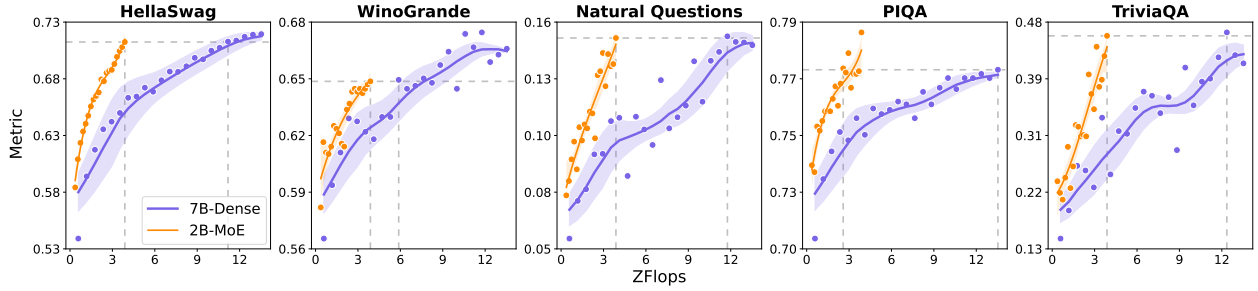 HellaSwag WinoGrande Natural Questions PIQA TriviaQA
0.73 0.68 0.16 0.79 0.48
0.68 0.65 0.13 0.77 0.39
0.63 0.62 0.10 0.75 0.31
0.58 0.59 0.08 0.73 0.22
0.53 0.56 0.05 0.70 0.13
Metric
7B-Dense
2B-MoE
0 3 6 9 12 0 3 6 9 12 0 3 6 9 12 0 3 6 9 12 0 3 6 9 12
ZFlops